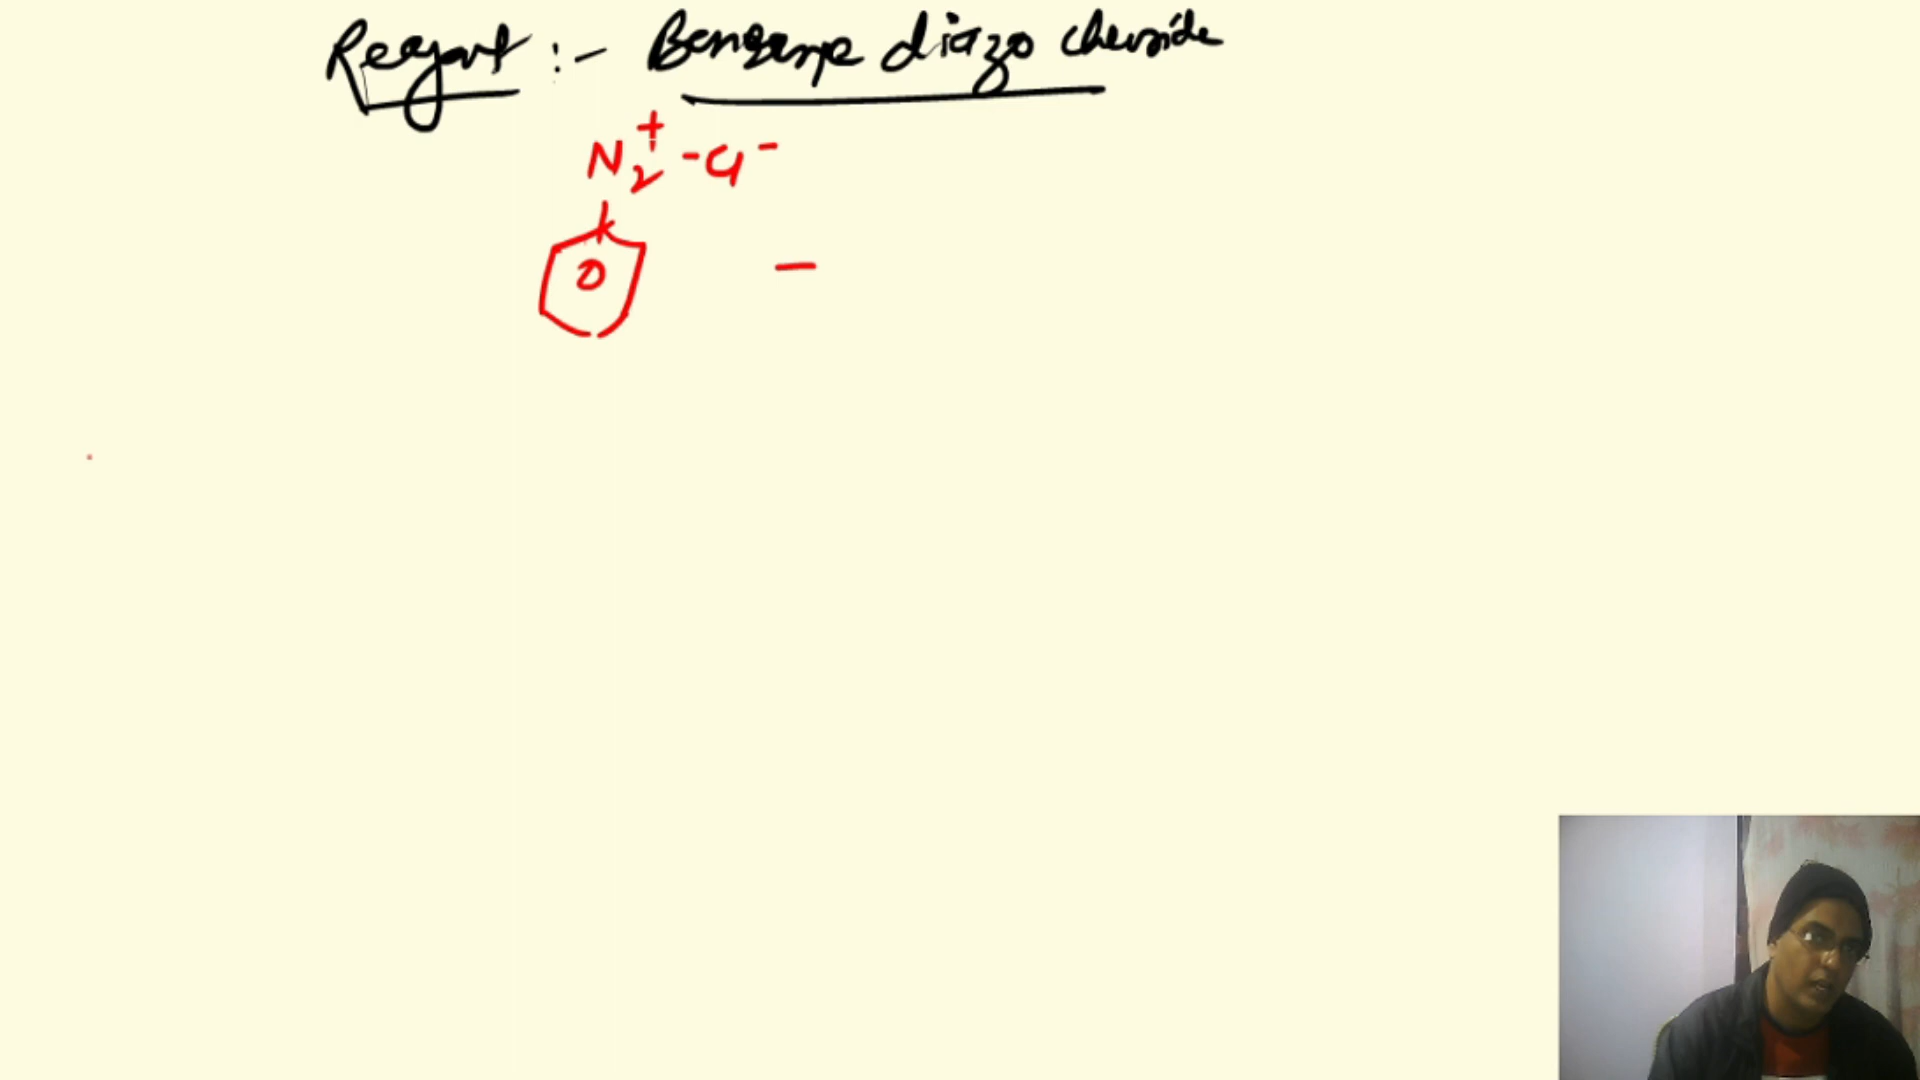 Reagent :- Benzene diazo chloride
N₂⁺-Cl⁻